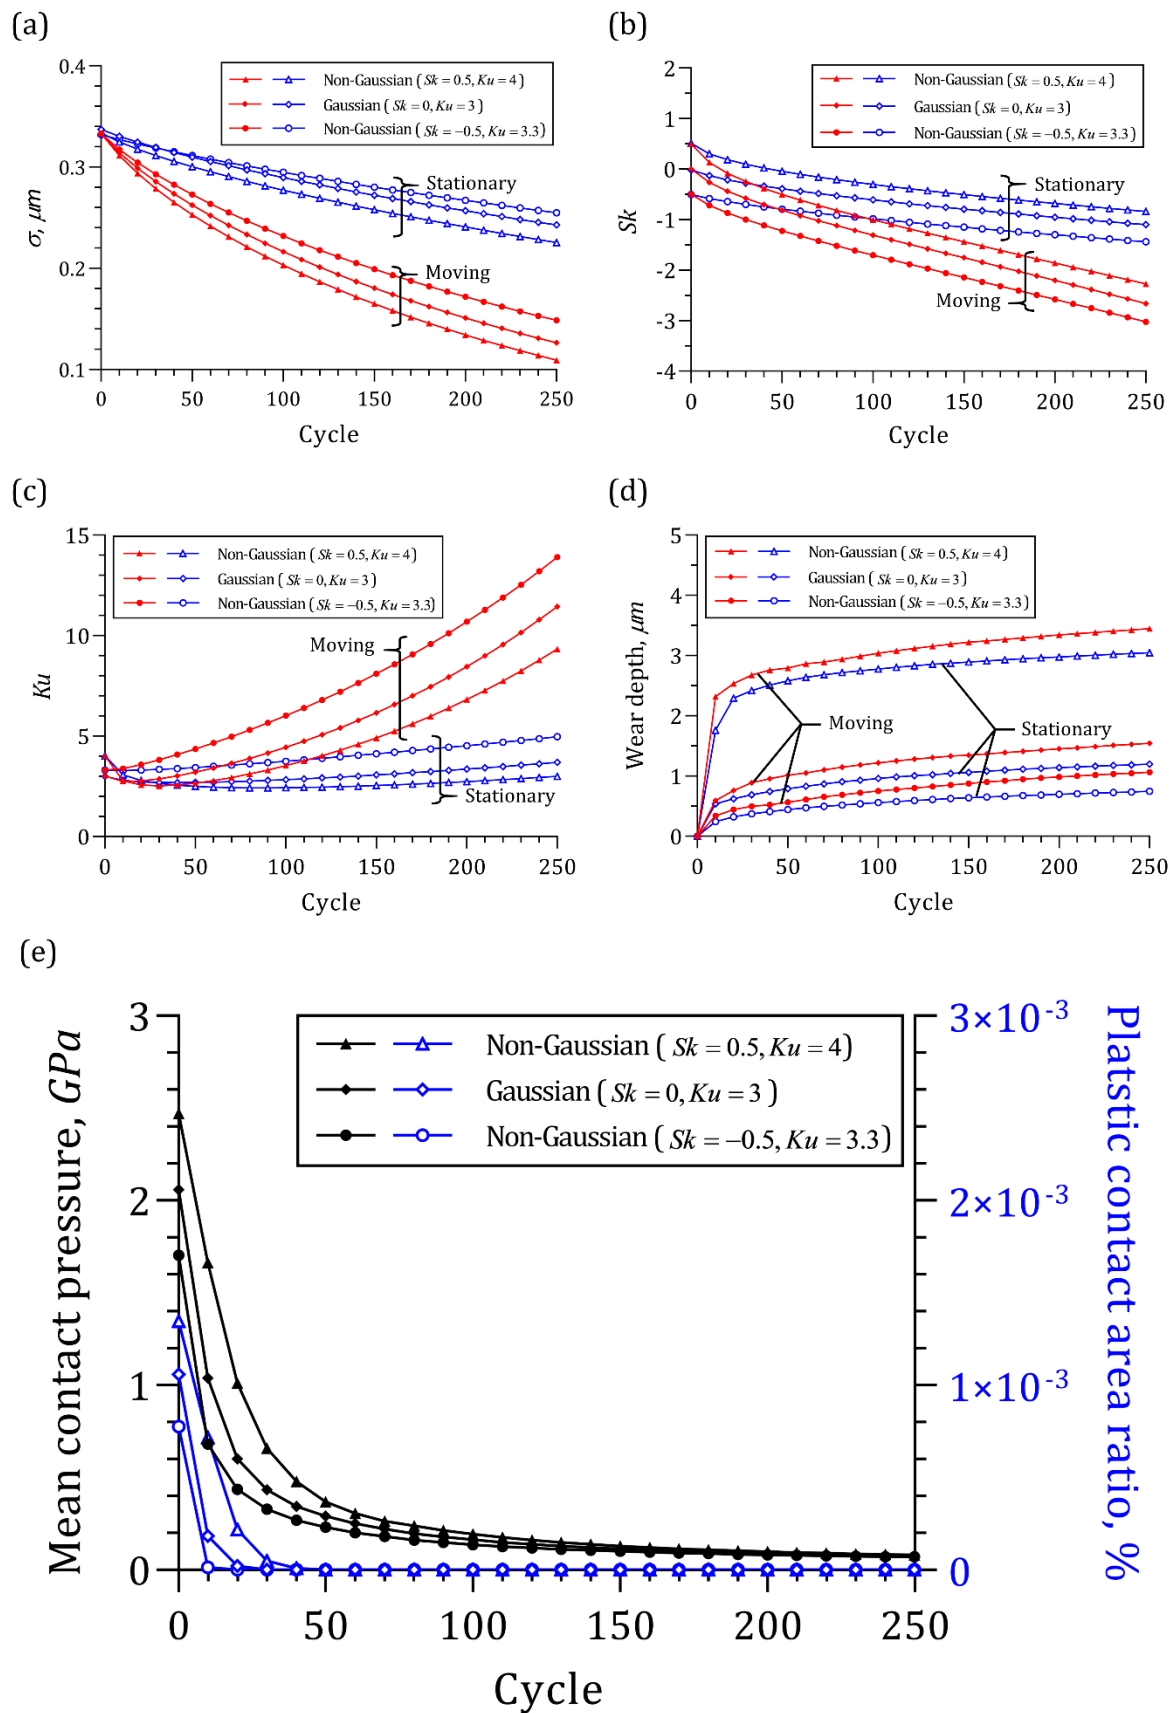 (a)
0.4
0.3
0.2
0.1
σ, μm
Non-Gaussian ( Sk = 0.5, Ku = 4 )
Gaussian ( Sk = 0, Ku = 3 )
Non-Gaussian ( Sk = −0.5, Ku = 3.3 )
Stationary
Moving
0 50 100 150 200 250
Cycle
(b)
2
1
0
-1
-2
-3
-4
Sk
Non-Gaussian ( Sk = 0.5, Ku = 4 )
Gaussian ( Sk = 0, Ku = 3 )
Non-Gaussian ( Sk = −0.5, Ku = 3.3 )
Stationary
Moving
0 50 100 150 200 250
Cycle
(c)
15
10
5
0
Ku
Non-Gaussian ( Sk = 0.5, Ku = 4 )
Gaussian ( Sk = 0, Ku = 3 )
Non-Gaussian ( Sk = −0.5, Ku = 3.3 )
Moving
Stationary
0 50 100 150 200 250
Cycle
(d)
5
4
3
2
1
0
Wear depth, μm
Non-Gaussian ( Sk = 0.5, Ku = 4 )
Gaussian ( Sk = 0, Ku = 3 )
Non-Gaussian ( Sk = −0.5, Ku = 3.3 )
Moving
Stationary
0 50 100 150 200 250
Cycle
(e)
3
2
1
0
Mean contact pressure, GPa
Non-Gaussian ( Sk = 0.5, Ku = 4 )
Gaussian ( Sk = 0, Ku = 3 )
Non-Gaussian ( Sk = −0.5, Ku = 3.3 )
3×10⁻³
2×10⁻³
1×10⁻³
0
Platstic contact area ratio, %
0 50 100 150 200 250
Cycle